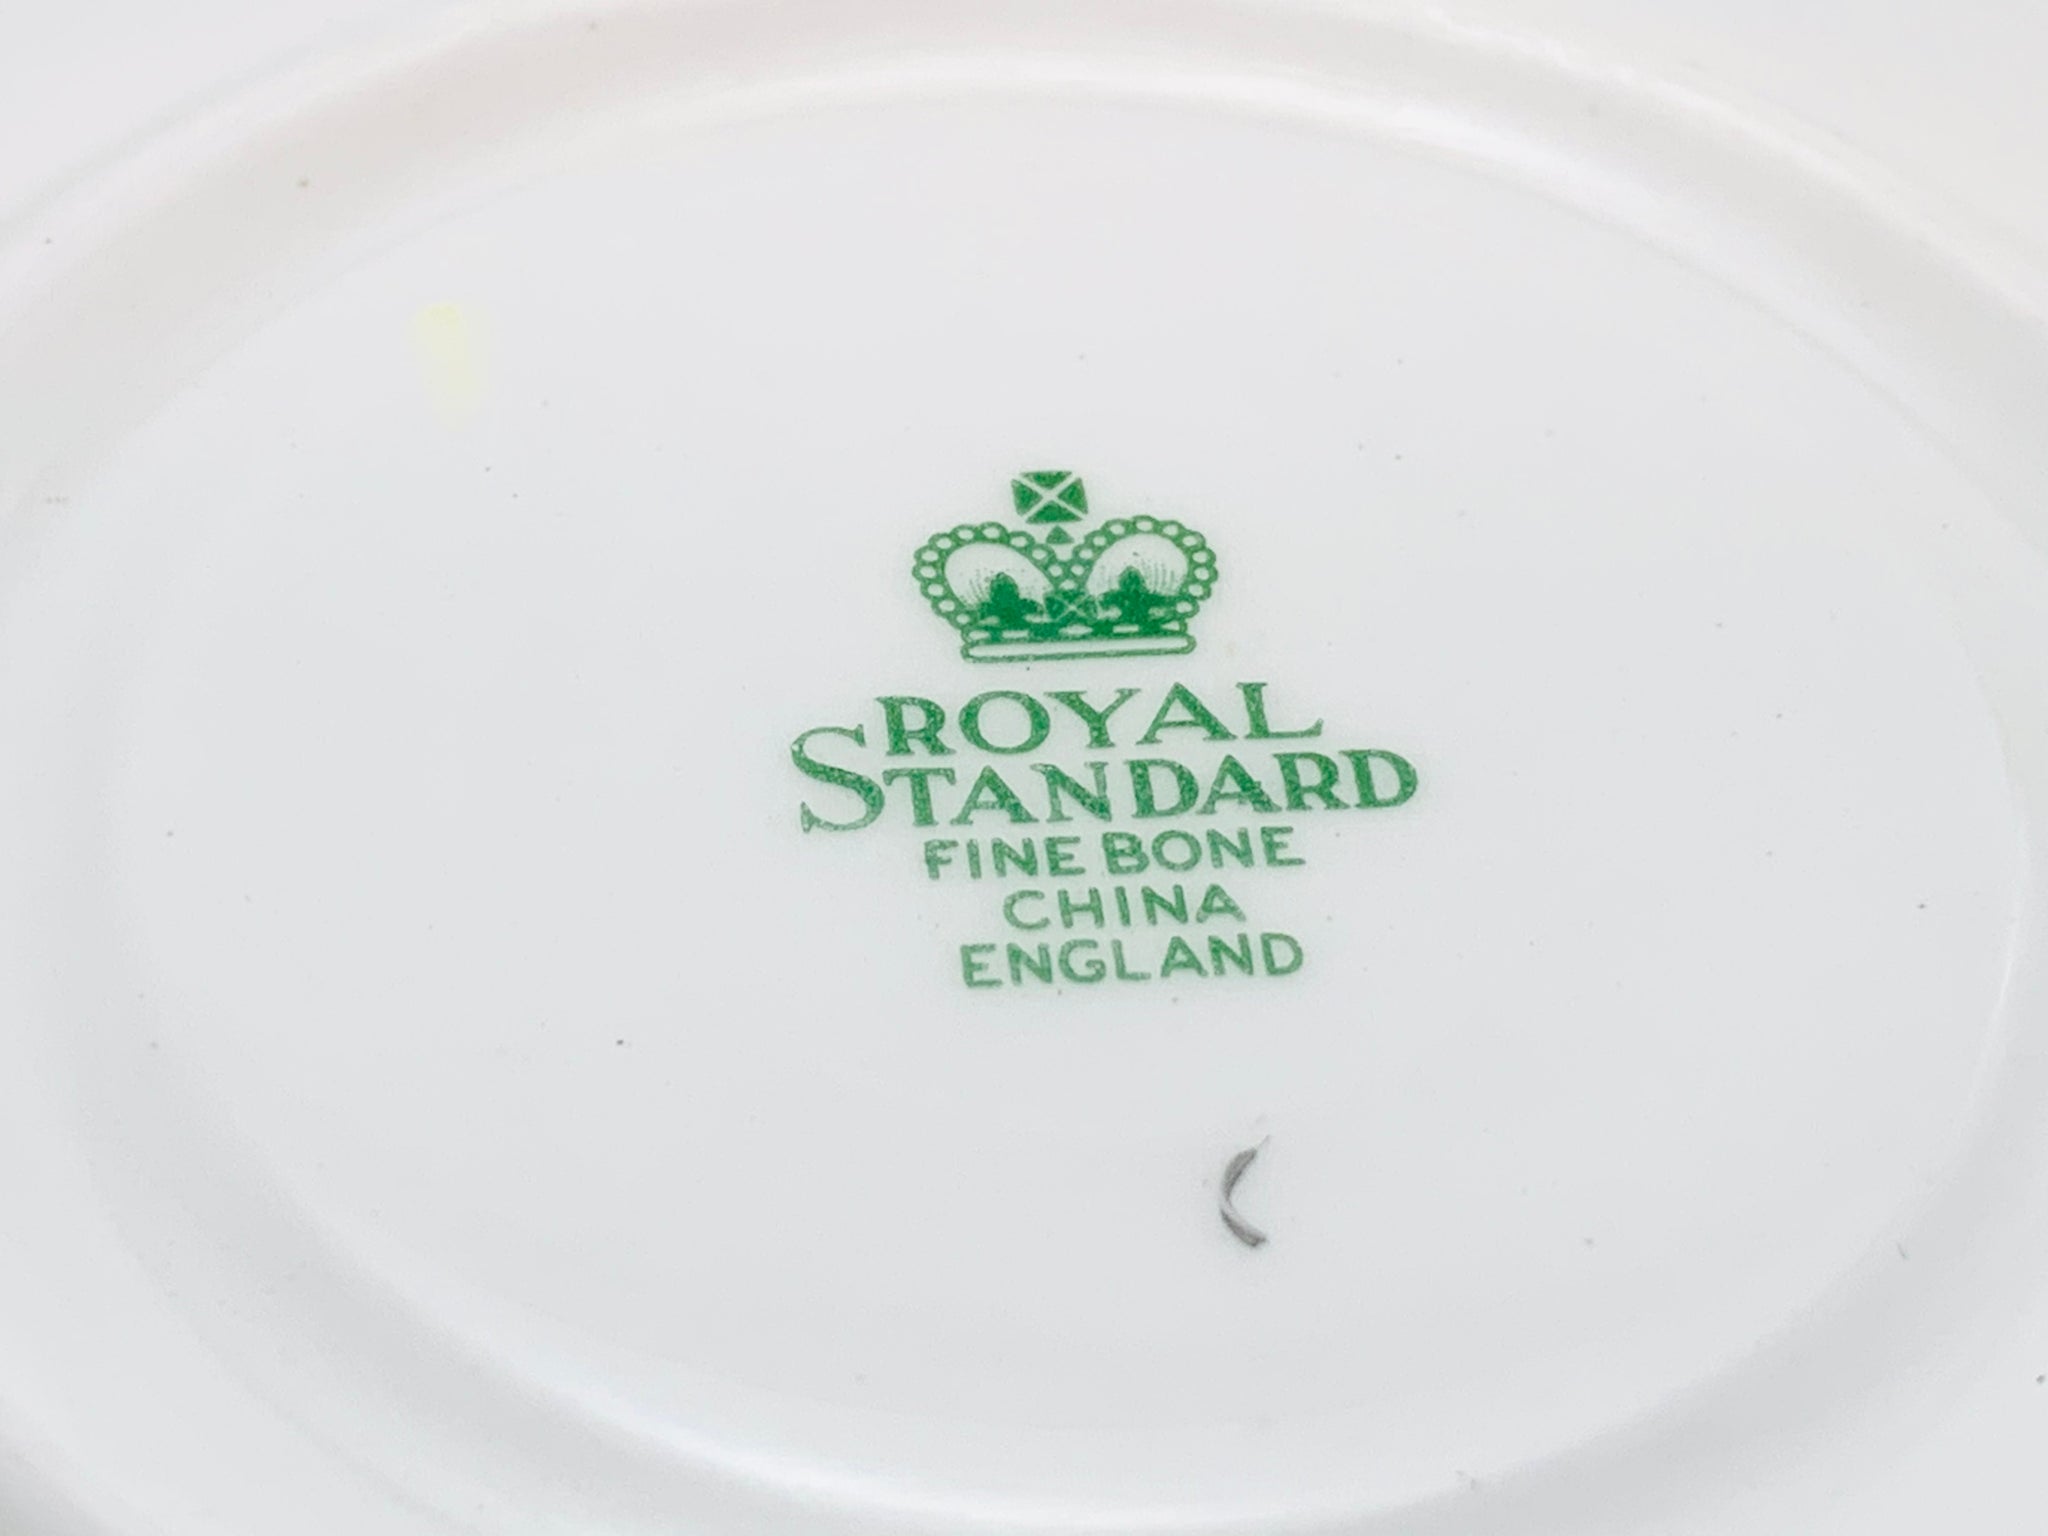 ROYAL
STANDARD
FINE BONE
CHINA
ENGLAND